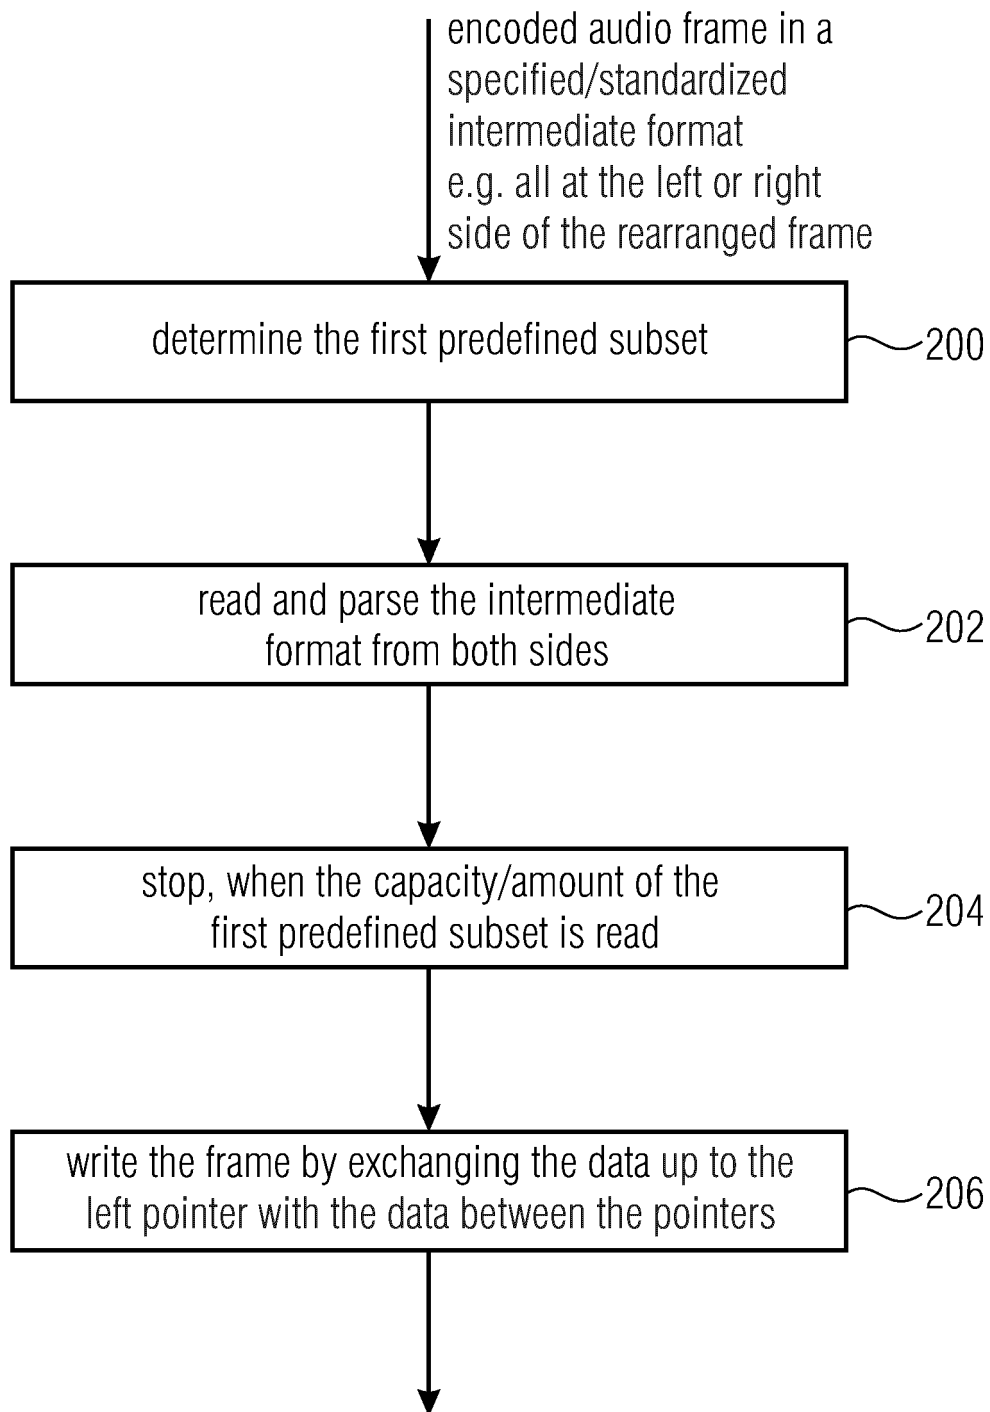 encoded audio frame in a
specified/standardized
intermediate format
e.g. all at the left or right
side of the rearranged frame
determine the first predefined subset
200
read and parse the intermediate
format from both sides
202
stop, when the capacity/amount of the
first predefined subset is read
204
write the frame by exchanging the data up to the
left pointer with the data between the pointers
206